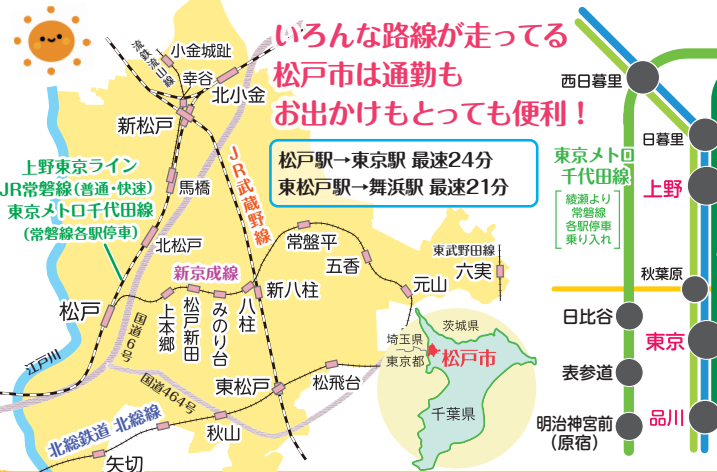 いろんな路線が走ってる
松戸市は通勤も
お出かけもとっても便利！
松戸駅→東京駅 最速24分
東松戸駅→舞浜駅 最速21分
流鉄流山線
小金城趾
幸谷
北小金
新松戸
上野東京ライン
JR常磐線（普通・快速）
東京メトロ千代田線
（常磐線各駅停車）
馬橋
JR武蔵野線
北松戸
常盤平
五香
東武野田線
六実
新京成線
新八柱
元山
松戸
上本郷
松戸新田
みのり台
八柱
国道6号
江戸川
国道464号
東松戸
松飛台
北総鉄道 北総線
秋山
矢切
茨城県
埼玉県
東京都
松戸市
千葉県
西日暮里
日暮里
東京メトロ
千代田線
綾瀬より
常磐線
各駅停車
乗り入れ
上野
秋葉原
日比谷
東京
表参道
明治神宮前
（原宿）
品川